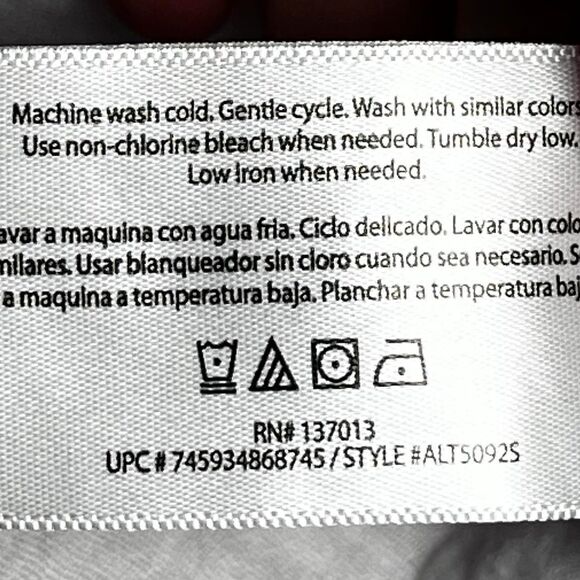 Machine wash cold. Gentle cycle. Wash with similar colors
Use non-chlorine bleach when needed. Tumble dry low.
Low Iron when needed.
avar a maquina con agua fria. Ciclo delicado. Lavar con colo
milares. Usar blanqueador sin cloro cuando sea necesario. S
a maquina a temperatura baja. Planchar a temperatura baj
RN# 137013
UPC # 745934868745 / STYLE #ALT5092S